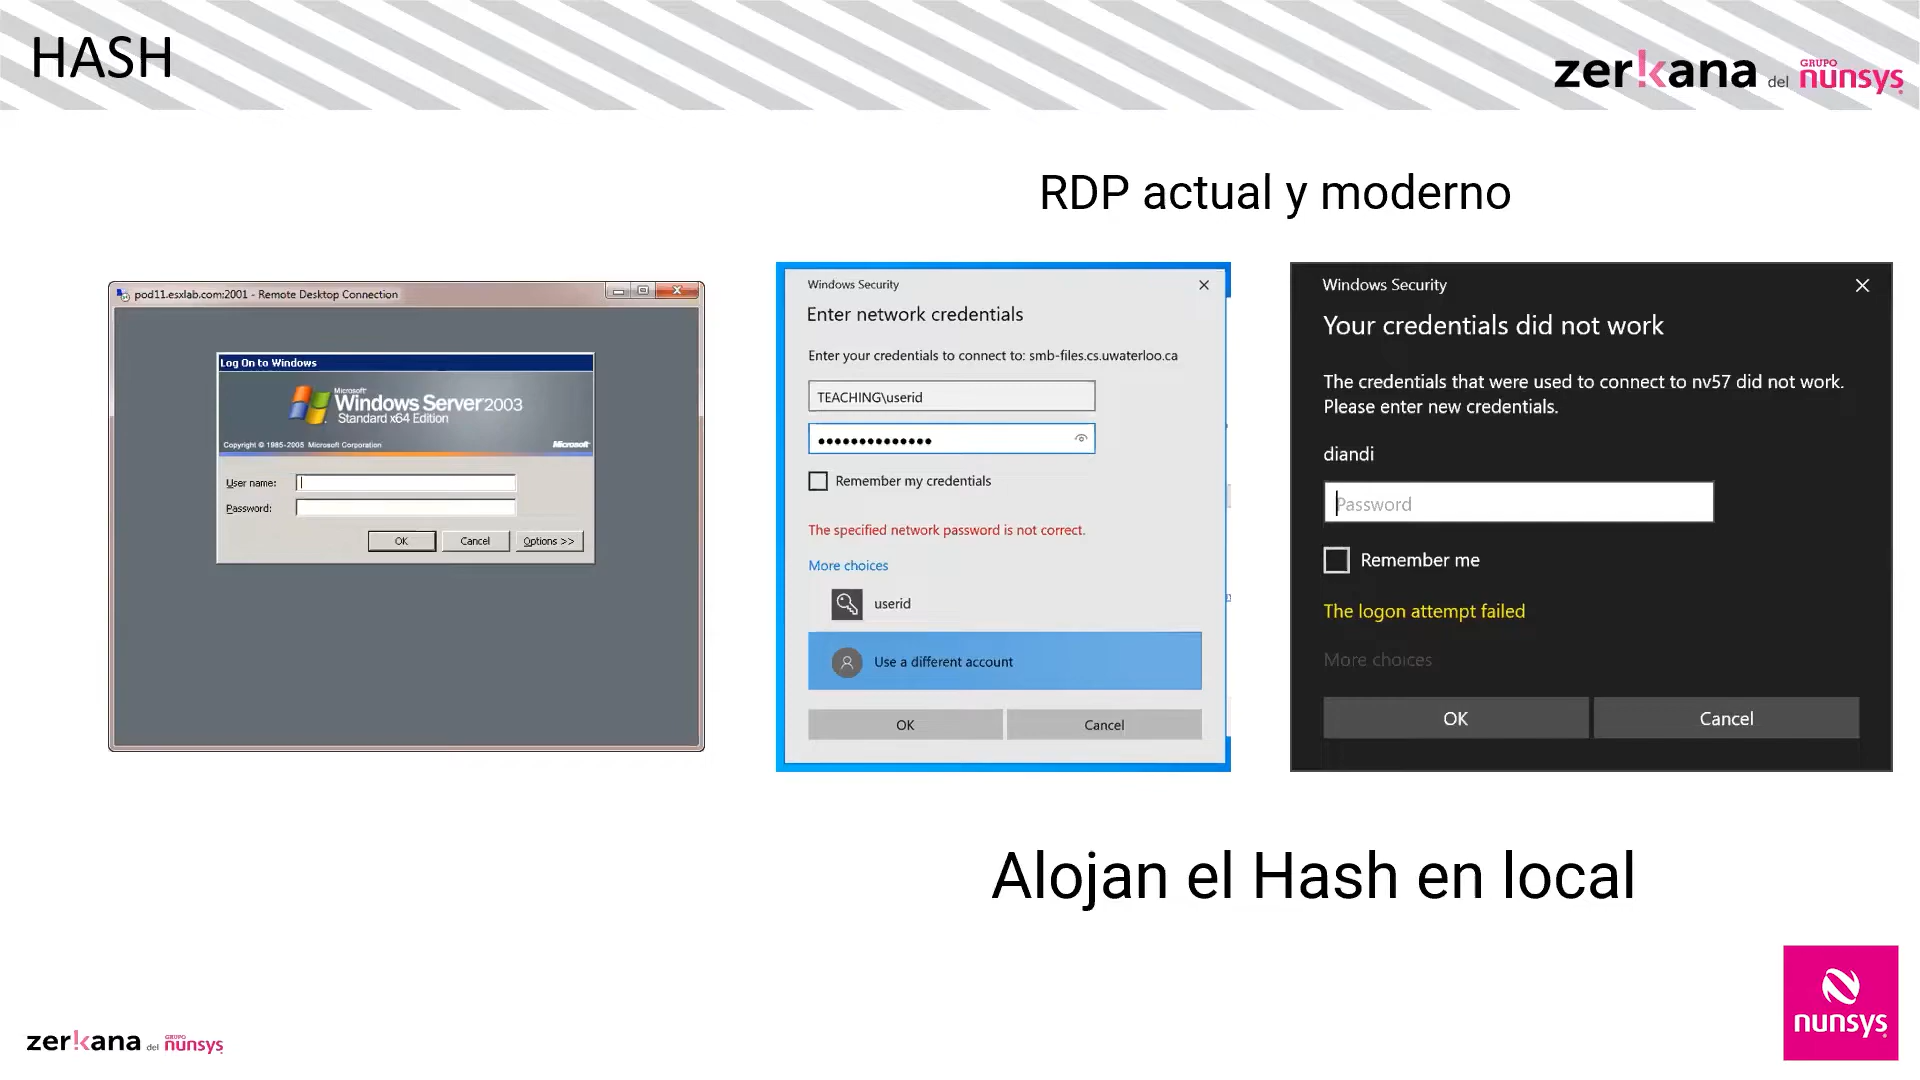 HASH
zerkana del GRUPO nunsys
RDP actual y moderno
pod11.esxlab.com:2001 - Remote Desktop Connection
Log On to Windows
Microsoft
Windows Server 2003
Standard x64 Edition
Copyright © 1985-2005 Microsoft Corporation
Microsoft
User name:
Password:
OK Cancel Options >>
Windows Security
Enter network credentials
Enter your credentials to connect to: smb-files.cs.uwaterloo.ca
TEACHING\userid
Remember my credentials
The specified network password is not correct.
More choices
userid
Use a different account
OK Cancel
Windows Security
Your credentials did not work
The credentials that were used to connect to nv57 did not work.
Please enter new credentials.
diandi
Password
Remember me
The logon attempt failed
More choices
OK Cancel
Alojan el Hash en local
nunsys
zerkana del GRUPO nunsys